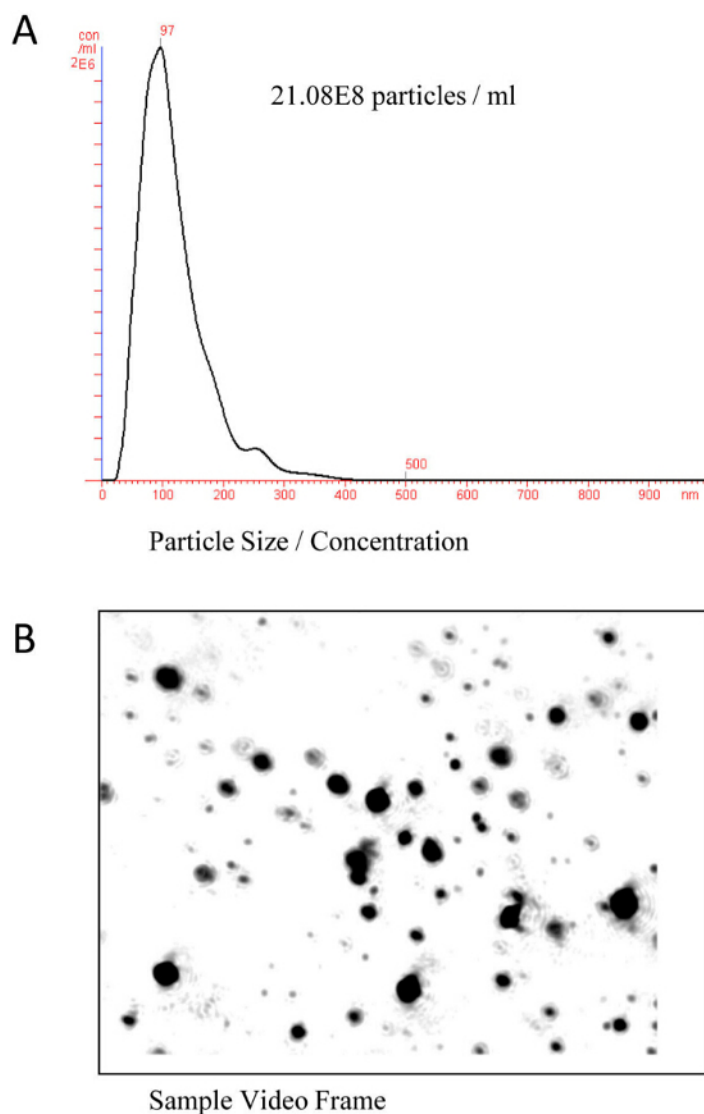 A
con
/ml
2E6
97
21.08E8 particles / ml
500
0 100 200 300 400 500 600 700 800 900 nm
Particle Size / Concentration
B
Sample Video Frame